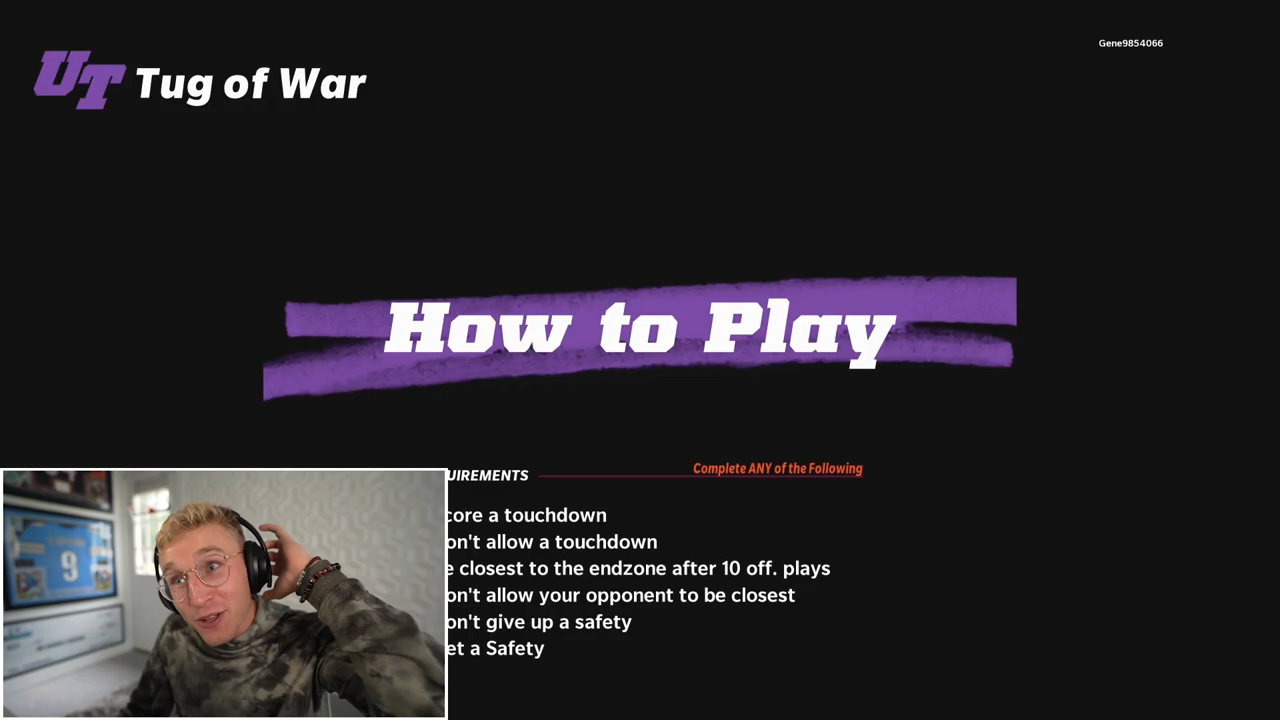 Gene9854066
UT Tug of War
How to Play
UIREMENTS
Complete ANY of the Following
core a touchdown
on't allow a touchdown
e closest to the endzone after 10 off. plays
on't allow your opponent to be closest
on't give up a safety
et a Safety
9